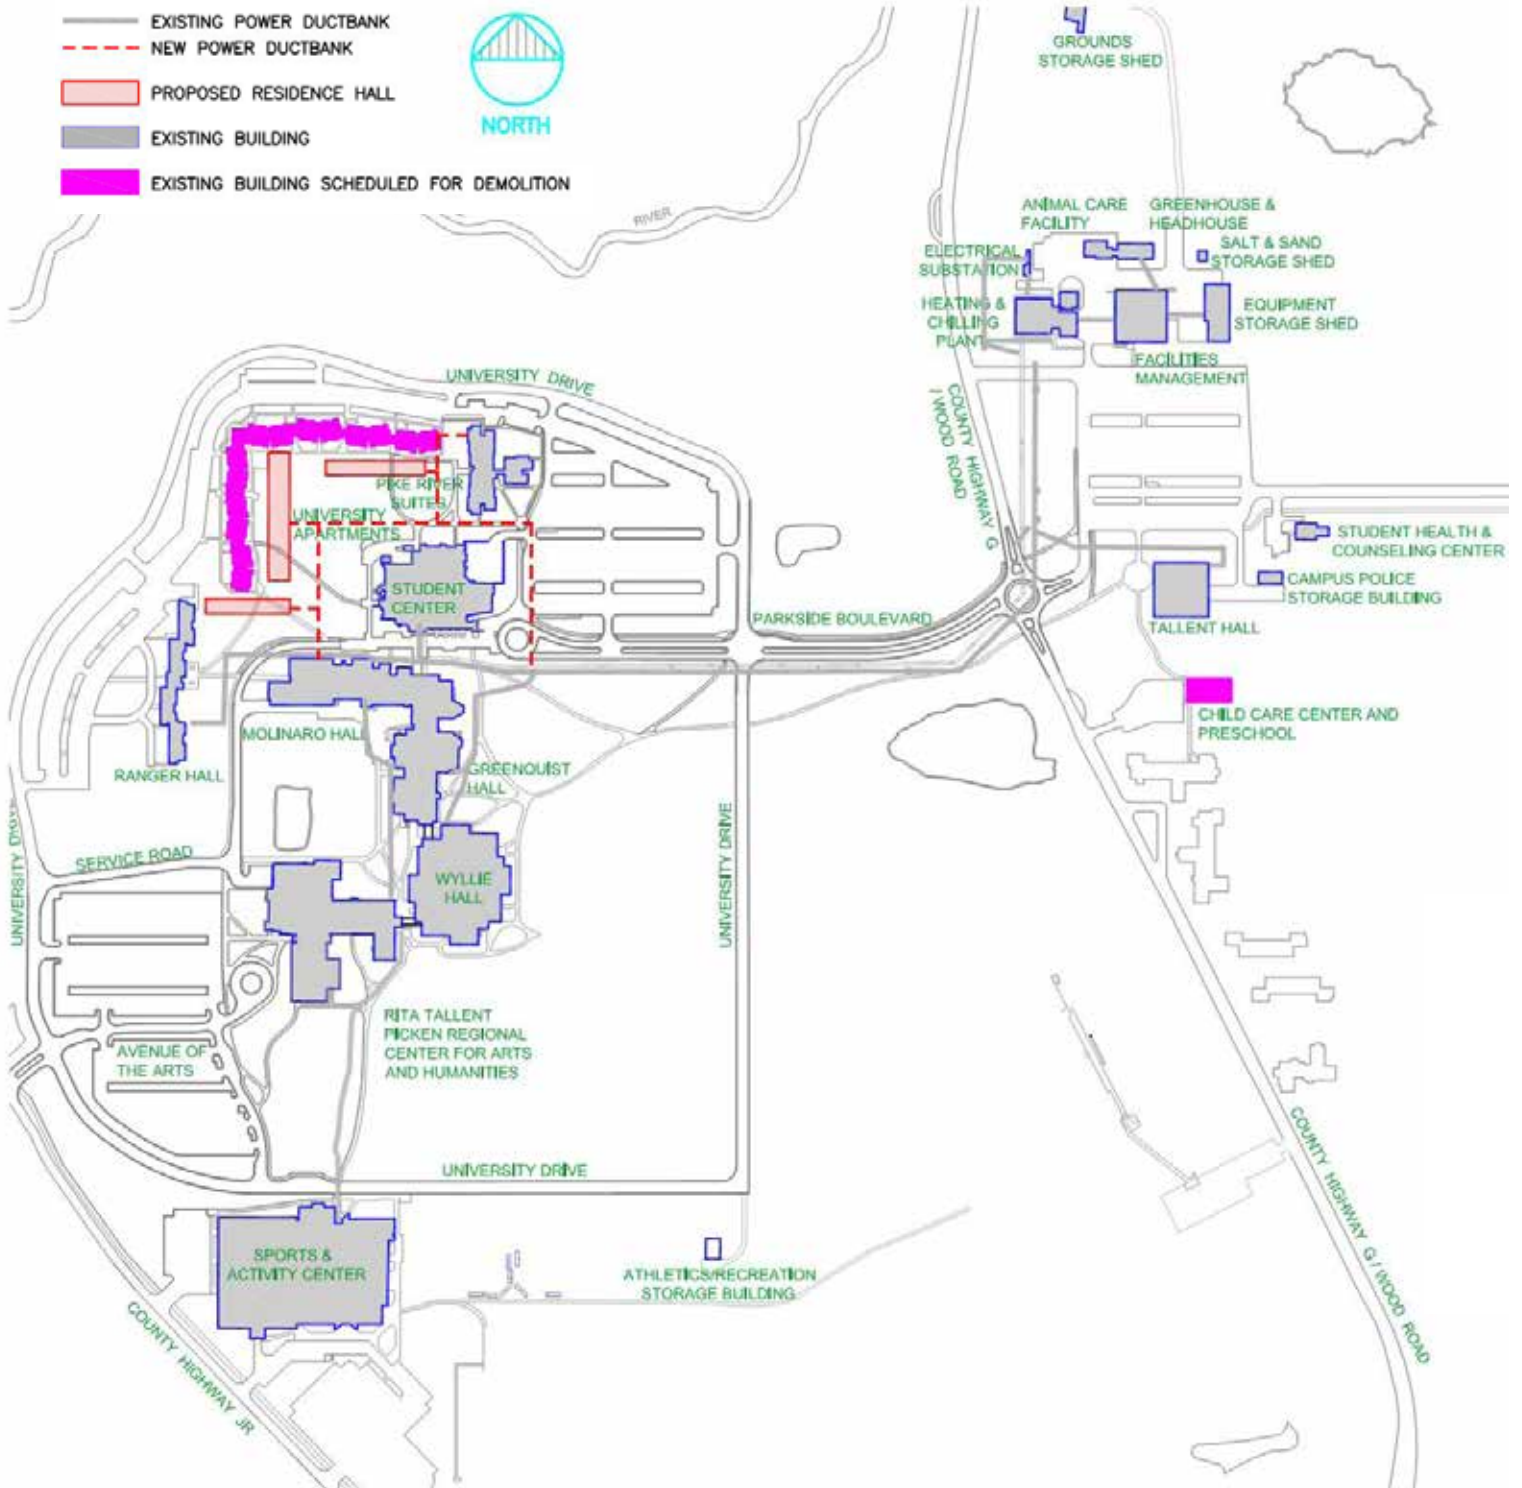 EXISTING POWER DUCTBANK
NEW POWER DUCTBANK
PROPOSED RESIDENCE HALL
EXISTING BUILDING
EXISTING BUILDING SCHEDULED FOR DEMOLITION
NORTH
GROUNDS
STORAGE SHED
RIVER
ANIMAL CARE
FACILITY
GREENHOUSE &
HEADHOUSE
ELECTRICAL
SUBSTATION
SALT & SAND
STORAGE SHED
HEATING &
CHILLING
PLANT
EQUIPMENT
STORAGE SHED
FACILITIES
MANAGEMENT
UNIVERSITY DRIVE
COUNTY HIGHWAY G
/ WOOD ROAD
PIKE RIVER
SUITES
UNIVERSITY
APARTMENTS
STUDENT
CENTER
STUDENT HEALTH &
COUNSELING CENTER
CAMPUS POLICE
STORAGE BUILDING
PARKSIDE BOULEVARD
TALLENT HALL
CHILD CARE CENTER AND
PRESCHOOL
MOLINARO HALL
RANGER HALL
GREENQUIST
HALL
UNIVERSITY DRIVE
SERVICE ROAD
WYLLIE
HALL
UNIVERSITY DRIVE
RITA TALLENT
PICKEN REGIONAL
CENTER FOR ARTS
AND HUMANITIES
AVENUE OF
THE ARTS
UNIVERSITY DRIVE
SPORTS &
ACTIVITY CENTER
ATHLETICS/RECREATION
STORAGE BUILDING
COUNTY HIGHWAY G / WOOD ROAD
COUNTY HIGHWAY JR